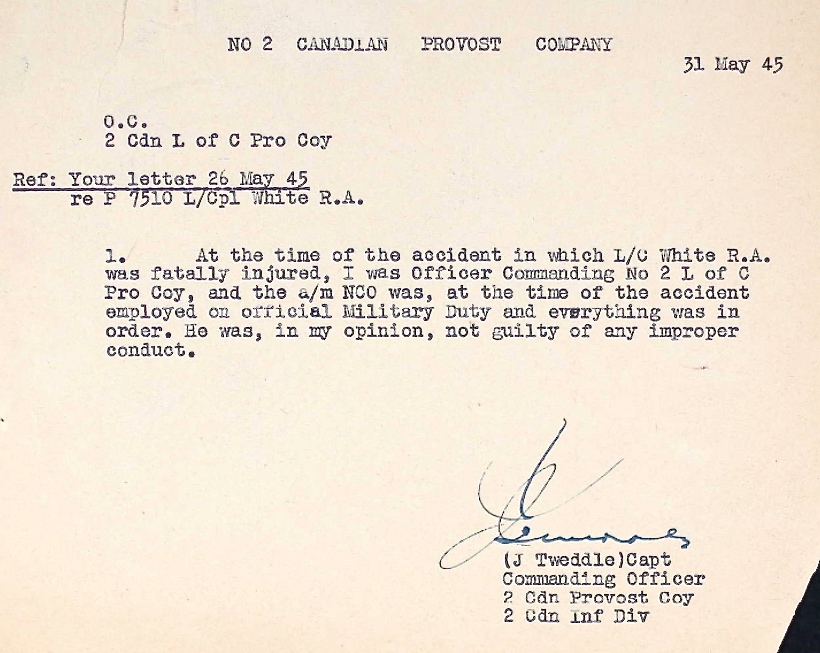 NO 2 CANADIAN PROVOST COMPANY
31 May 45
O.C.
2 Cdn L of C Pro Coy
Ref: Your letter 26 May 45
re P 7510 L/Cpl White R.A.
1. At the time of the accident in which L/C White R.A.
was fatally injured, I was Officer Commanding No 2 L of C
Pro Coy, and the a/m NCO was, at the time of the accident
employed on official Military Duty and everything was in
order. He was, in my opinion, not guilty of any improper
conduct.
(J Tweddle)Capt
Commanding Officer
2 Cdn Provost Coy
2 Cdn Inf Div